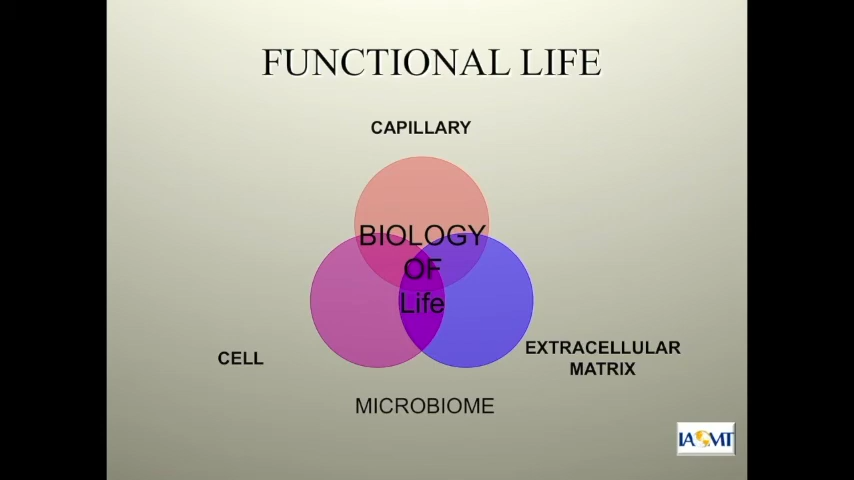 FUNCTIONAL LIFE
CAPILLARY
BIOLOGY
OF
Life
CELL
EXTRACELLULAR
MATRIX
MICROBIOME
IAOMT